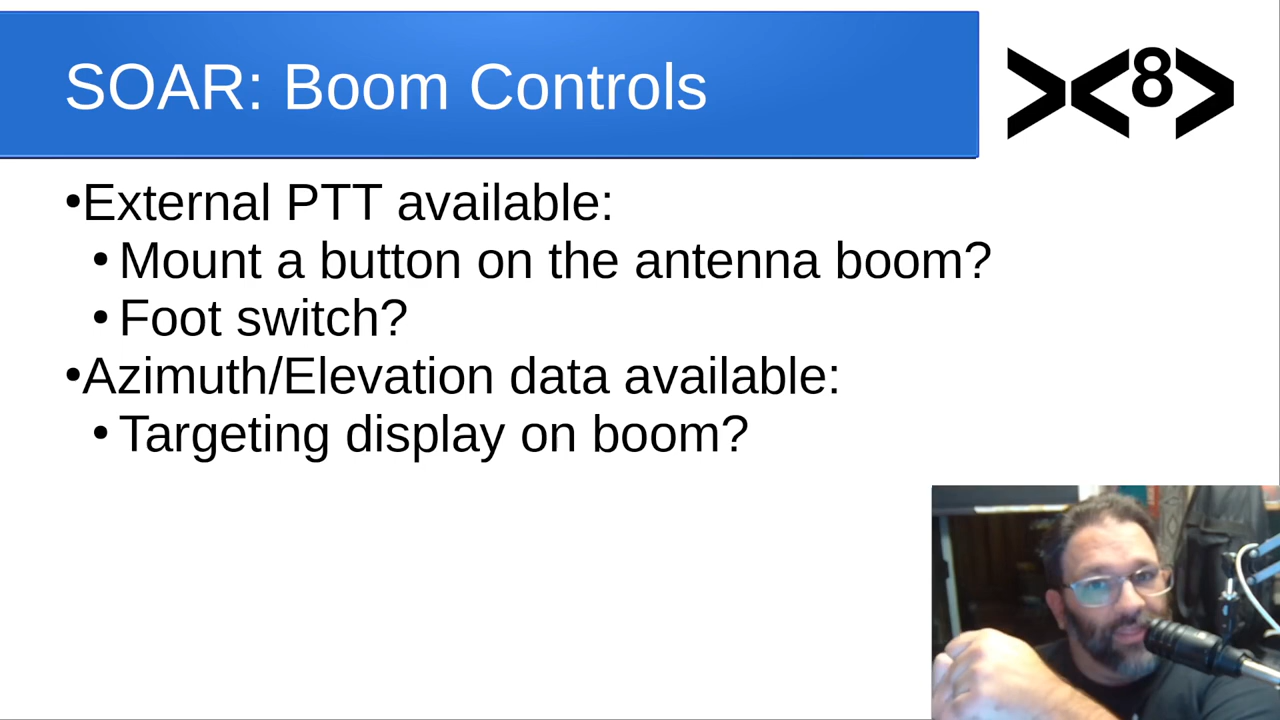 SOAR: Boom Controls
><8>
•External PTT available:
•Mount a button on the antenna boom?
•Foot switch?
•Azimuth/Elevation data available:
•Targeting display on boom?